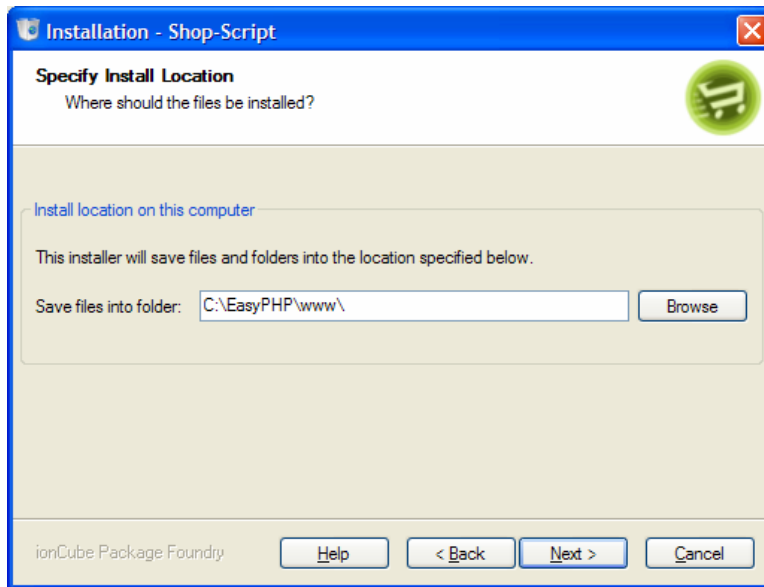 Installation - Shop-Script
Specify Install Location
Where should the files be installed?
Install location on this computer
This installer will save files and folders into the location specified below.
Save files into folder: C:\EasyPHP\www\ Browse
ionCube Package Foundry Help < Back Next > Cancel